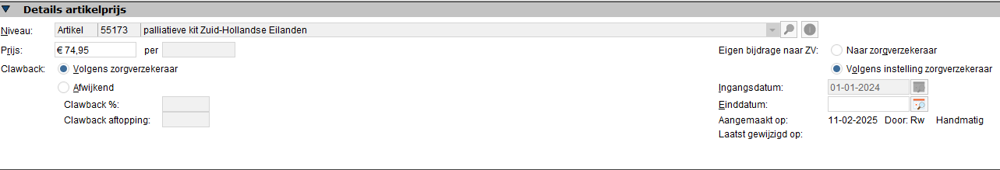 Details artikelprijs
Niveau: Artikel 55173 palliatieve kit Zuid-Hollandse Eilanden
Prijs: € 74,95 per Eigen bijdrage naar ZV: Naar zorgverzekeraar
Clawback: Volgens zorgverzekeraar Volgens instelling zorgverzekeraar
Afwijkend Ingangsdatum: 01-01-2024
Clawback %: Einddatum:
Clawback aftopping: Aangemaakt op: 11-02-2025 Door: Rw Handmatig
Laatst gewijzigd op: